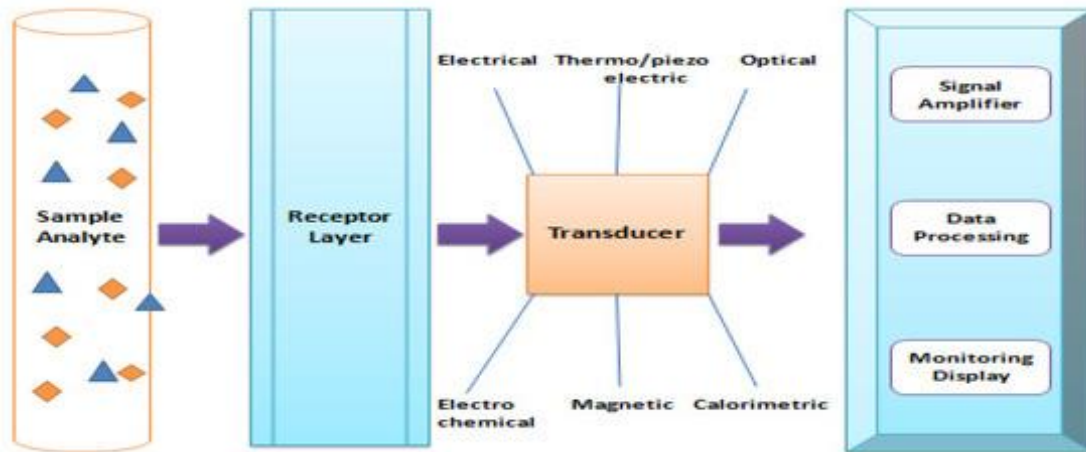 Sample
Analyte
Receptor
Layer
Electrical
Thermo/piezo
electric
Optical
Transducer
Electro
chemical
Magnetic
Calorimetric
Signal
Amplifier
Data
Processing
Monitoring
Display